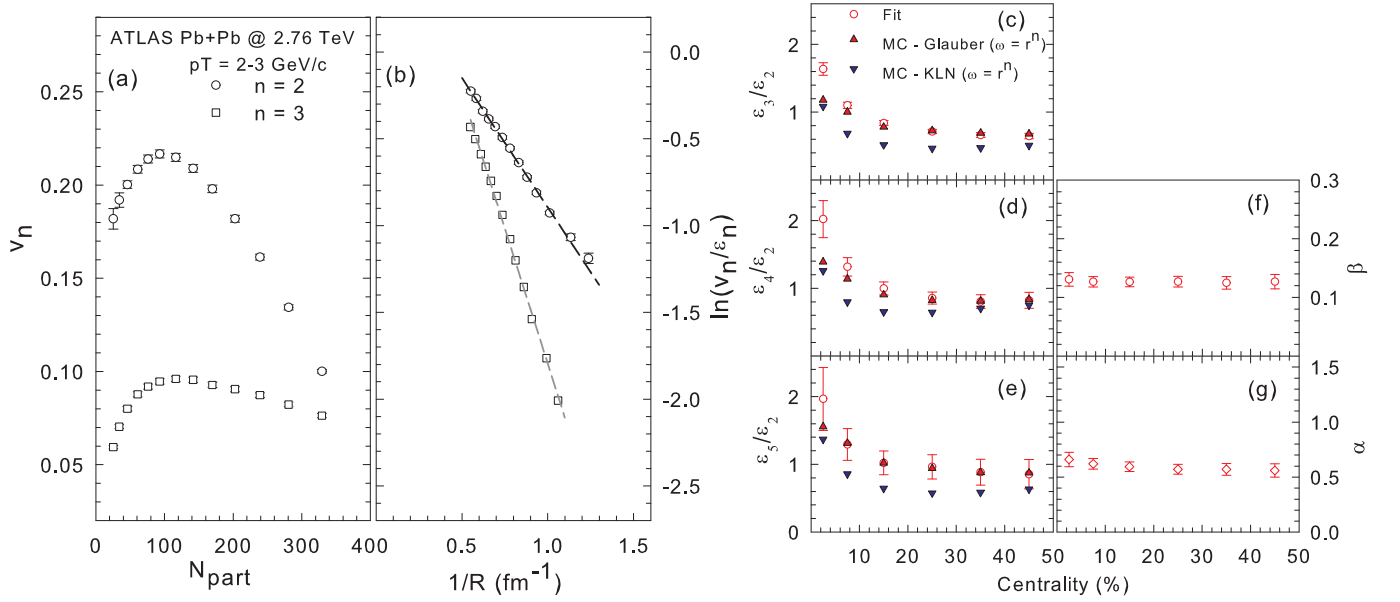 ATLAS Pb+Pb @ 2.76 TeV
(a)
pT = 2-3 GeV/c
n = 2
n = 3
v_n
0.25
0.20
0.15
0.10
0.05
0 100 200 300 400
N_part
(b)
0.0
-0.5
-1.0
-1.5
-2.0
-2.5
ln(v_n/ε_n)
0.5 1.0 1.5
1/R (fm^-1)
(c)
Fit
MC - Glauber (ω = r^n)
MC - KLN (ω = r^n)
ε_3/ε_2
2
1
(d)
ε_4/ε_2
2
1
(e)
ε_5/ε_2
2
1
0
10 20 30 40 50
(f)
0.3
0.2
0.1
β
(g)
1.5
1.0
0.5
0.0
α
10 20 30 40 50
Centrality (%)